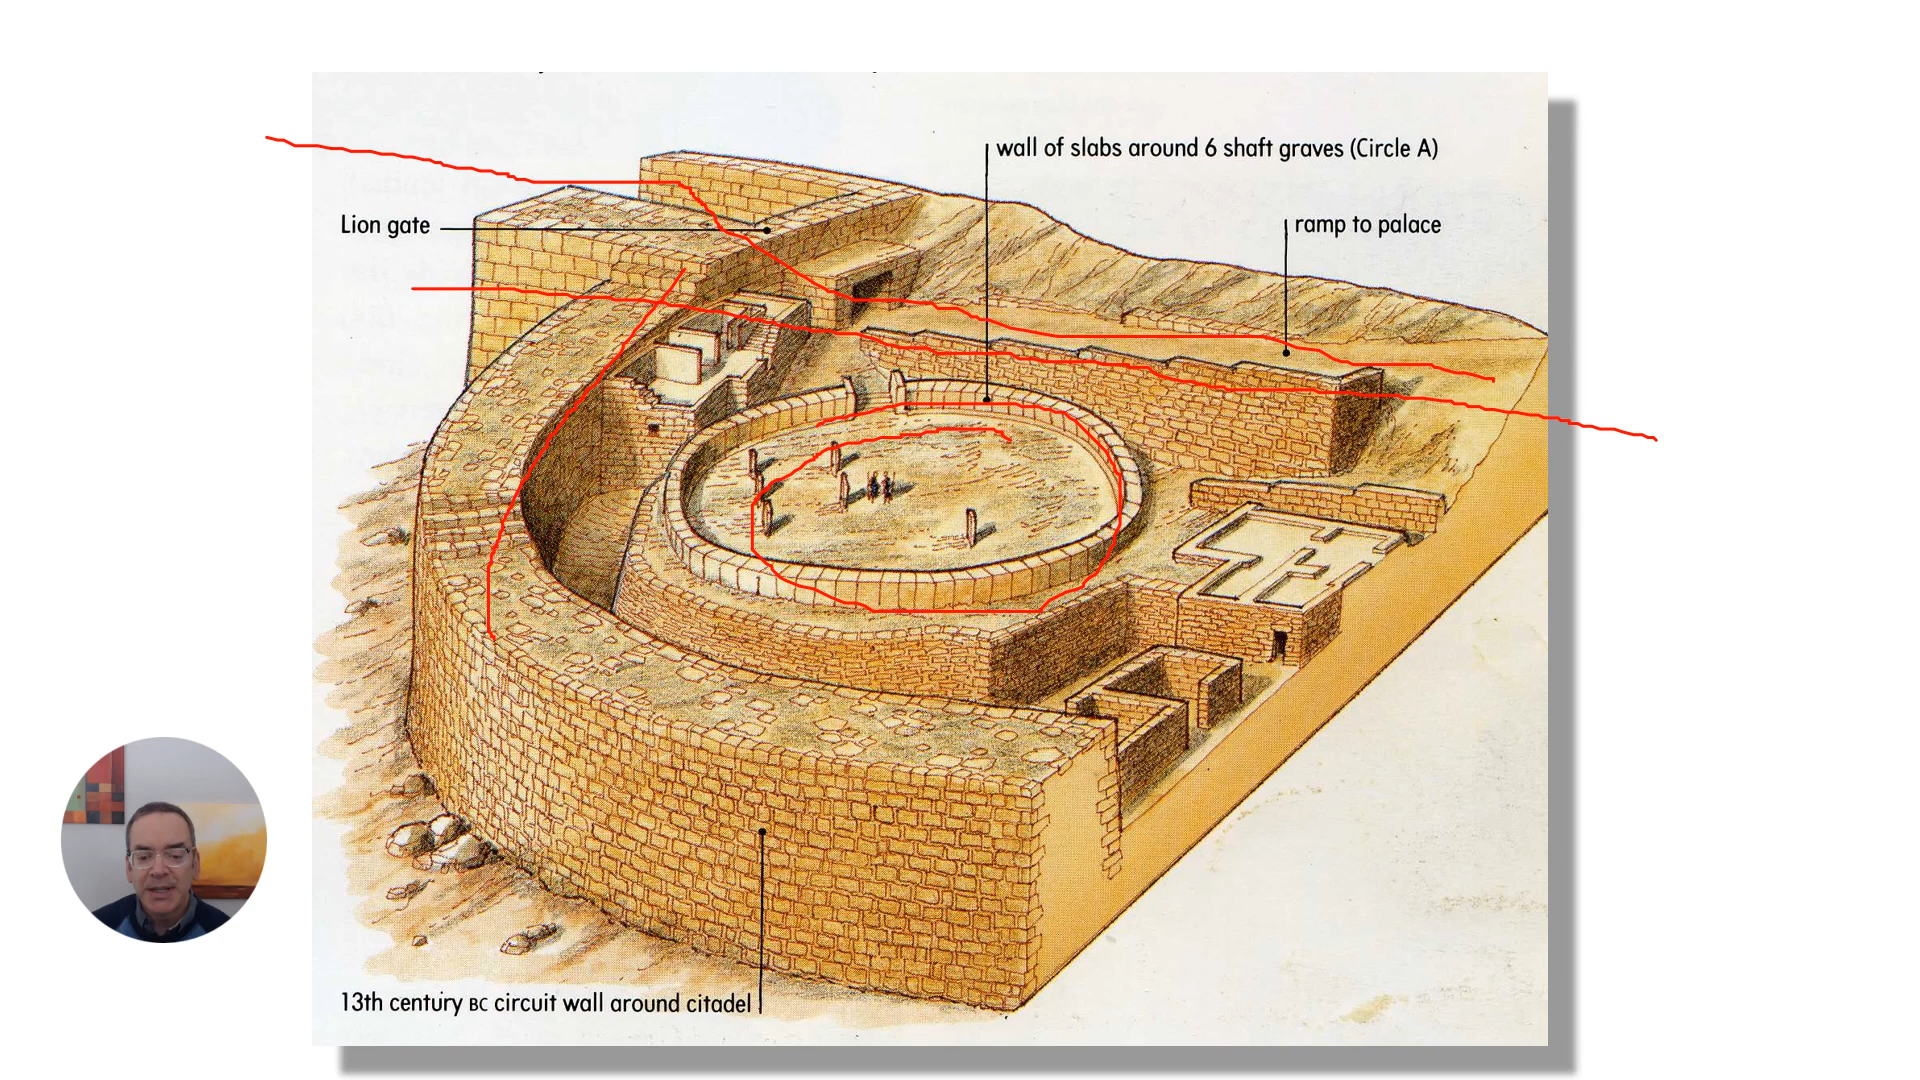 wall of slabs around 6 shaft graves (Circle A)
Lion gate
ramp to palace
13th century BC circuit wall around citadel